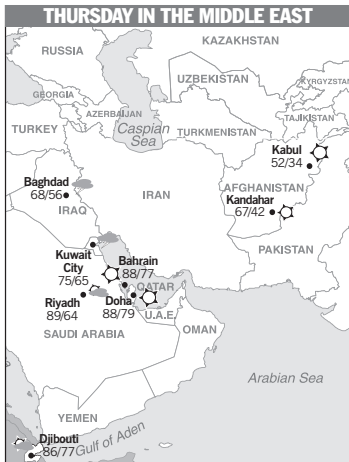 THURSDAY IN THE MIDDLE EAST
KAZAKHSTAN
RUSSIA
UZBEKISTAN
KYRGYZSTAN
GEORGIA
AZERBAIJAN
TAJIKISTAN
TURKEY
Caspian
Sea
TURKMENISTAN
Kabul
52/34
Baghdad
68/56
IRAQ
IRAN
AFGHANISTAN
Kandahar
67/42
PAKISTAN
Kuwait
City
75/65
Bahrain
88/77
QATAR
Riyadh
89/64
Doha
88/79
U.A.E.
SAUDI ARABIA
OMAN
Arabian Sea
YEMEN
Djibouti
86/77
Gulf of Aden